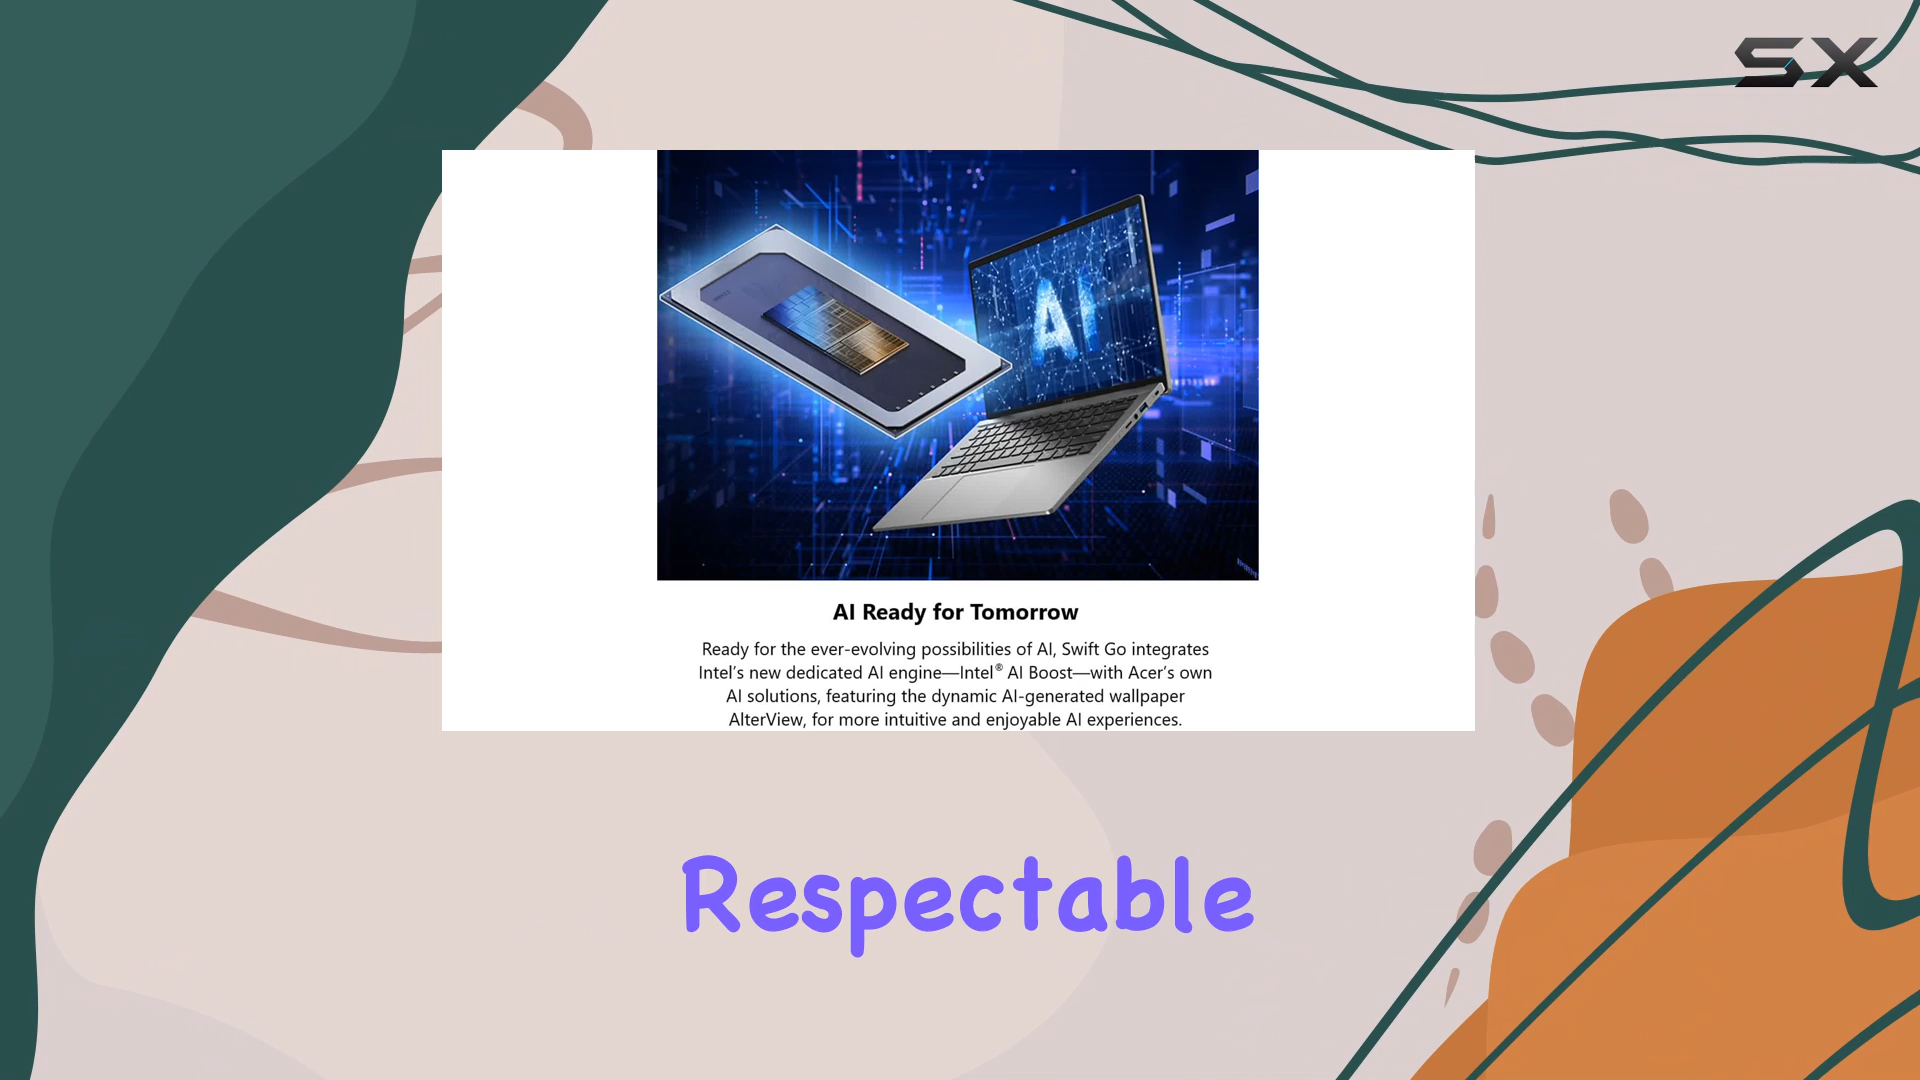 SX
AI
AI Ready for Tomorrow
Ready for the ever-evolving possibilities of AI, Swift Go integrates
Intel's new dedicated AI engine—Intel® AI Boost—with Acer's own
AI solutions, featuring the dynamic AI-generated wallpaper
AlterView, for more intuitive and enjoyable AI experiences.
Respectable